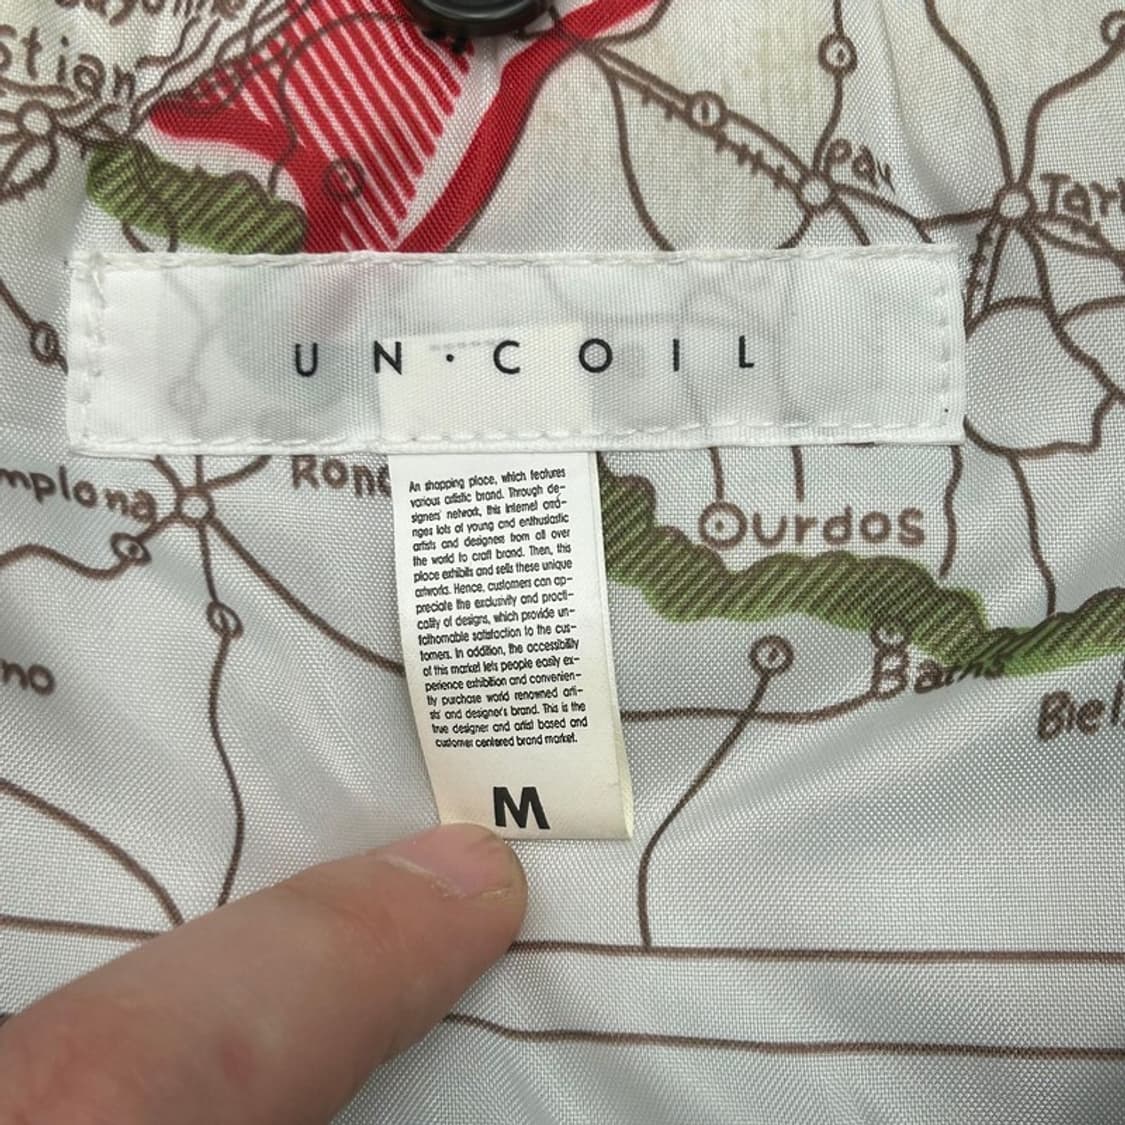 stian
Pau
Tar
UN·COIL
mplona
Ronc
Ourdos
An shopping place, which features
various artistic brand. Through de-
signers' network, this internet arra-
nges lots of young and enthusiastic
artists and designers from all over
the world to craft brand. Then, this
place exhibits and sells these unique
artworks. Hence, customers can ap-
preciate the exclusivity and practi-
cality of designs, which provide un-
fathomable satisfaction to the cus-
tomers. In addition, the accessibility
of this market lets people easily ex-
perience exhibition and convenien-
tly purchase world renowned arti-
sts' and designer's brand. This is the
true designer and artist based and
customer centered brand market.
no
Baths
Biel
M